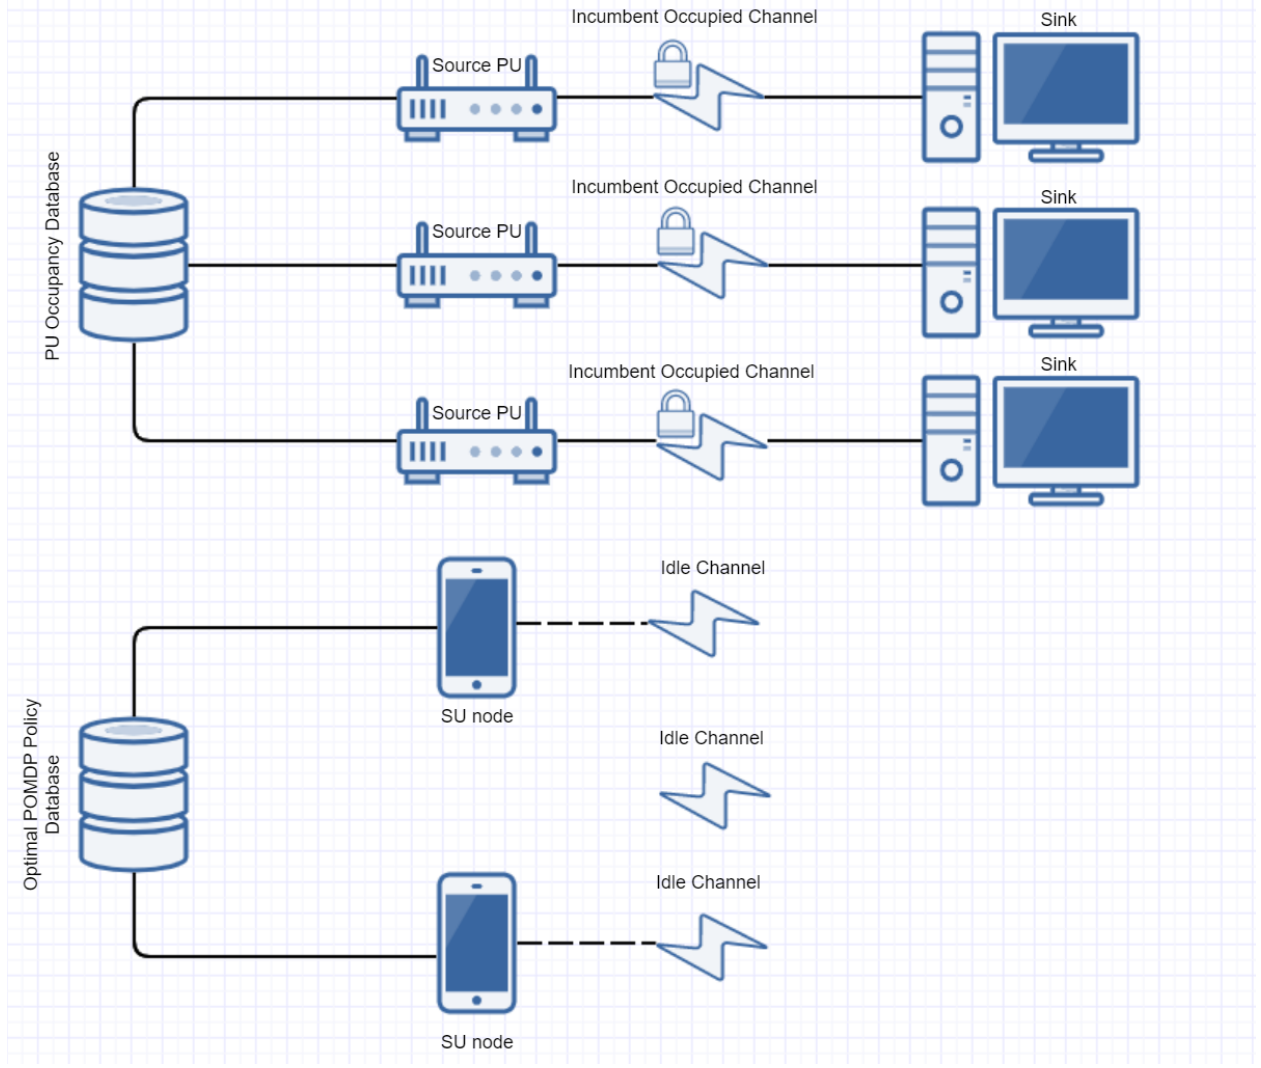 Incumbent Occupied Channel
Sink
Source PU
Incumbent Occupied Channel
Sink
Source PU
PU Occupancy Database
Incumbent Occupied Channel
Sink
Source PU
Idle Channel
SU node
Optimal POMDP Policy
Database
Idle Channel
Idle Channel
SU node